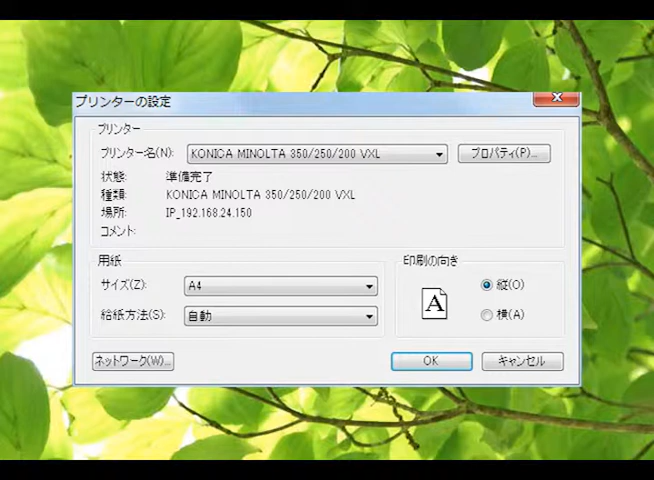 プリンターの設定
プリンター
プリンター名(N): KONICA MINOLTA 350/250/200 VXL プロパティ(P)...
状態: 準備完了
種類: KONICA MINOLTA 350/250/200 VXL
場所: IP_192.168.24.150
コメント:
用紙
サイズ(Z): A4
給紙方法(S): 自動
印刷の向き
A
縦(O)
横(A)
ネットワーク(W)... OK キャンセル